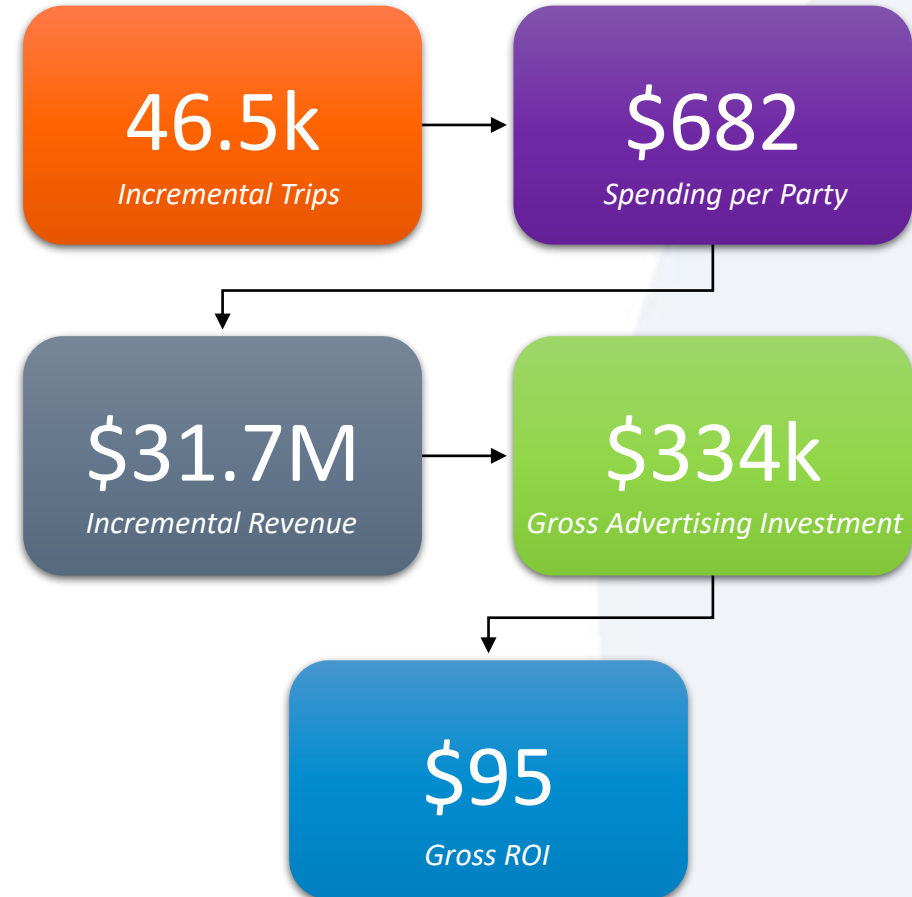 46.5k
Incremental Trips
$682
Spending per Party
$31.7M
Incremental Revenue
$334k
Gross Advertising Investment
$95
Gross ROI